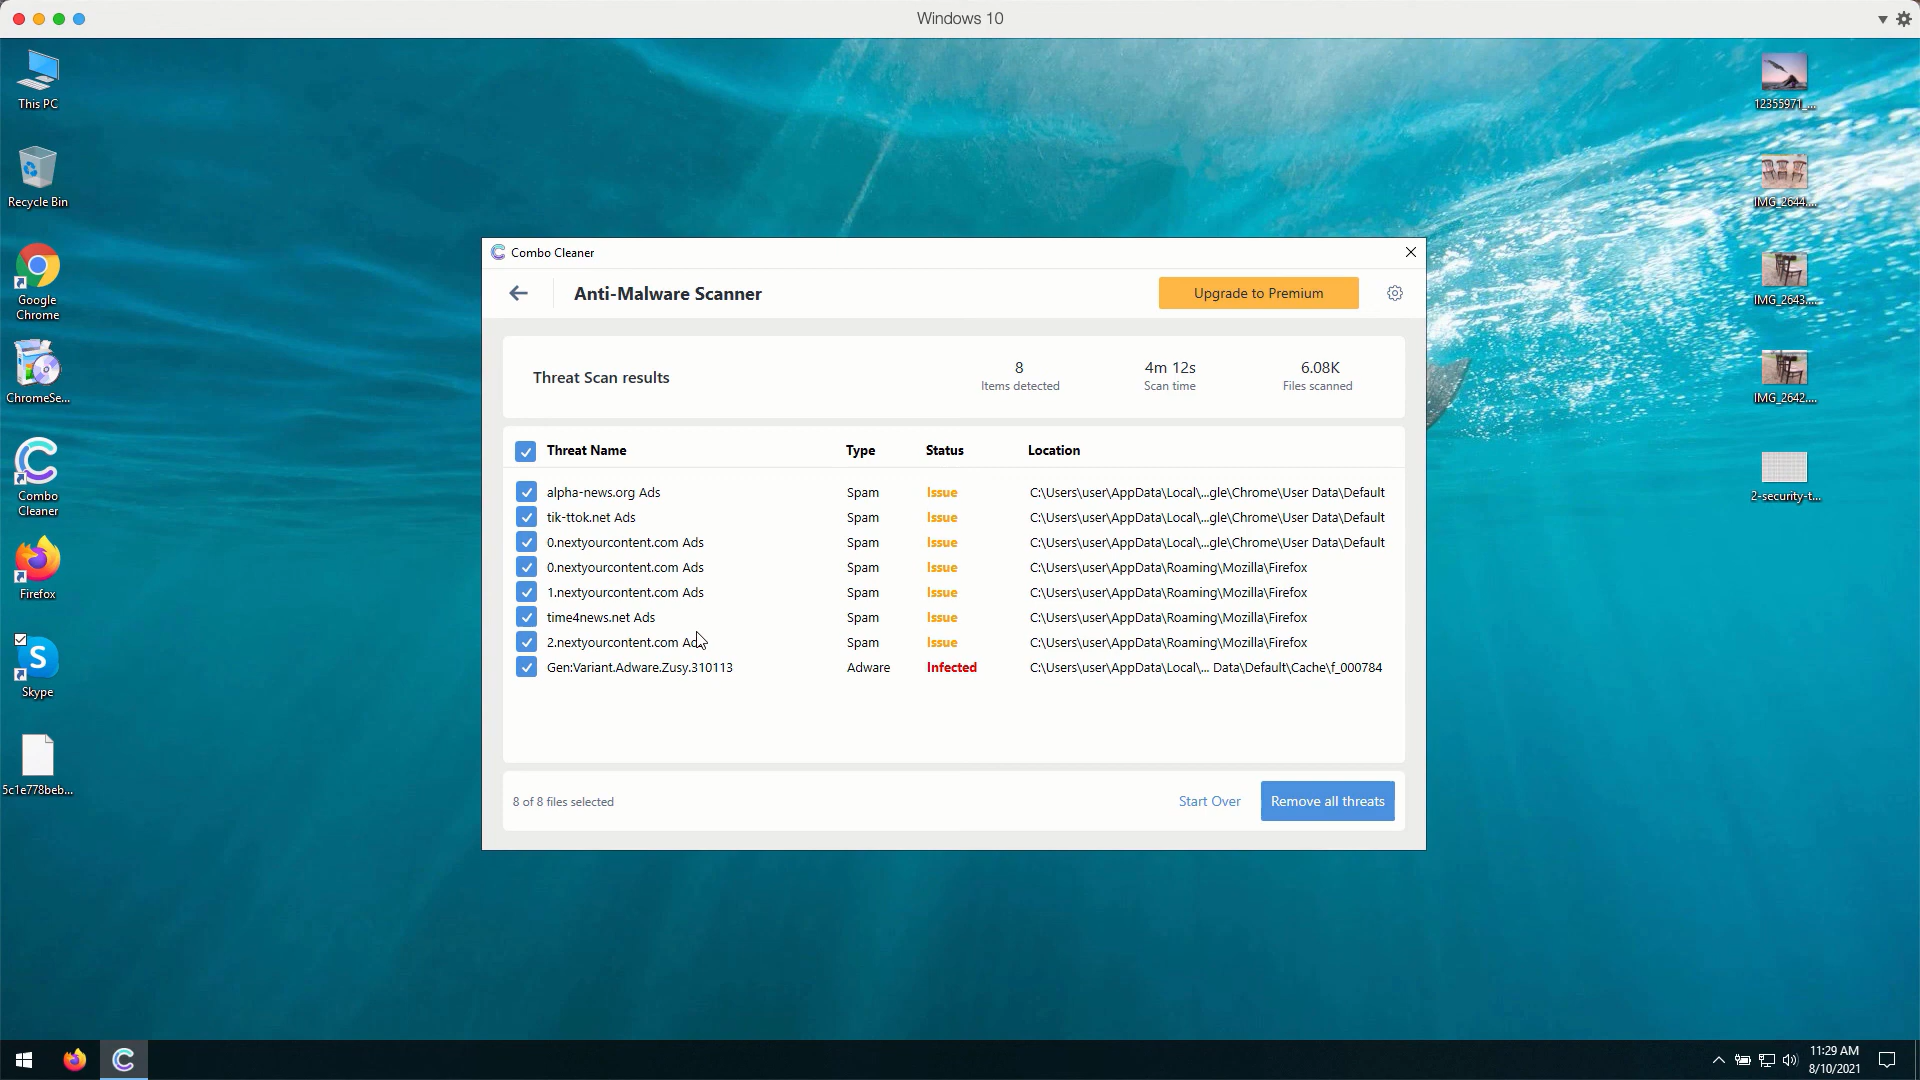 Windows 10
This PC
Recycle Bin
Google
Chrome
ChromeSe...
Combo
Cleaner
Firefox
S
Skype
5c1e778beb...
12355971_...
IMG_2644....
IMG_2643....
IMG_2642....
2-security-t...
Combo Cleaner
Anti-Malware Scanner
Upgrade to Premium
Threat Scan results
8 4m 12s 6.08K
Items detected Scan time Files scanned
Threat Name Type Status Location
alpha-news.org Ads Spam Issue C:\Users\user\AppData\Local\...gle\Chrome\User Data\Default
tik-ttok.net Ads Spam Issue C:\Users\user\AppData\Local\...gle\Chrome\User Data\Default
0.nextyourcontent.com Ads Spam Issue C:\Users\user\AppData\Local\...gle\Chrome\User Data\Default
0.nextyourcontent.com Ads Spam Issue C:\Users\user\AppData\Roaming\Mozilla\Firefox
1.nextyourcontent.com Ads Spam Issue C:\Users\user\AppData\Roaming\Mozilla\Firefox
time4news.net Ads Spam Issue C:\Users\user\AppData\Roaming\Mozilla\Firefox
2.nextyourcontent.com Ads Spam Issue C:\Users\user\AppData\Roaming\Mozilla\Firefox
Gen:Variant.Adware.Zusy.310113 Adware Infected C:\Users\user\AppData\Local\... Data\Default\Cache\f_000784
8 of 8 files selected
Start Over
Remove all threats
11:29 AM
8/10/2021